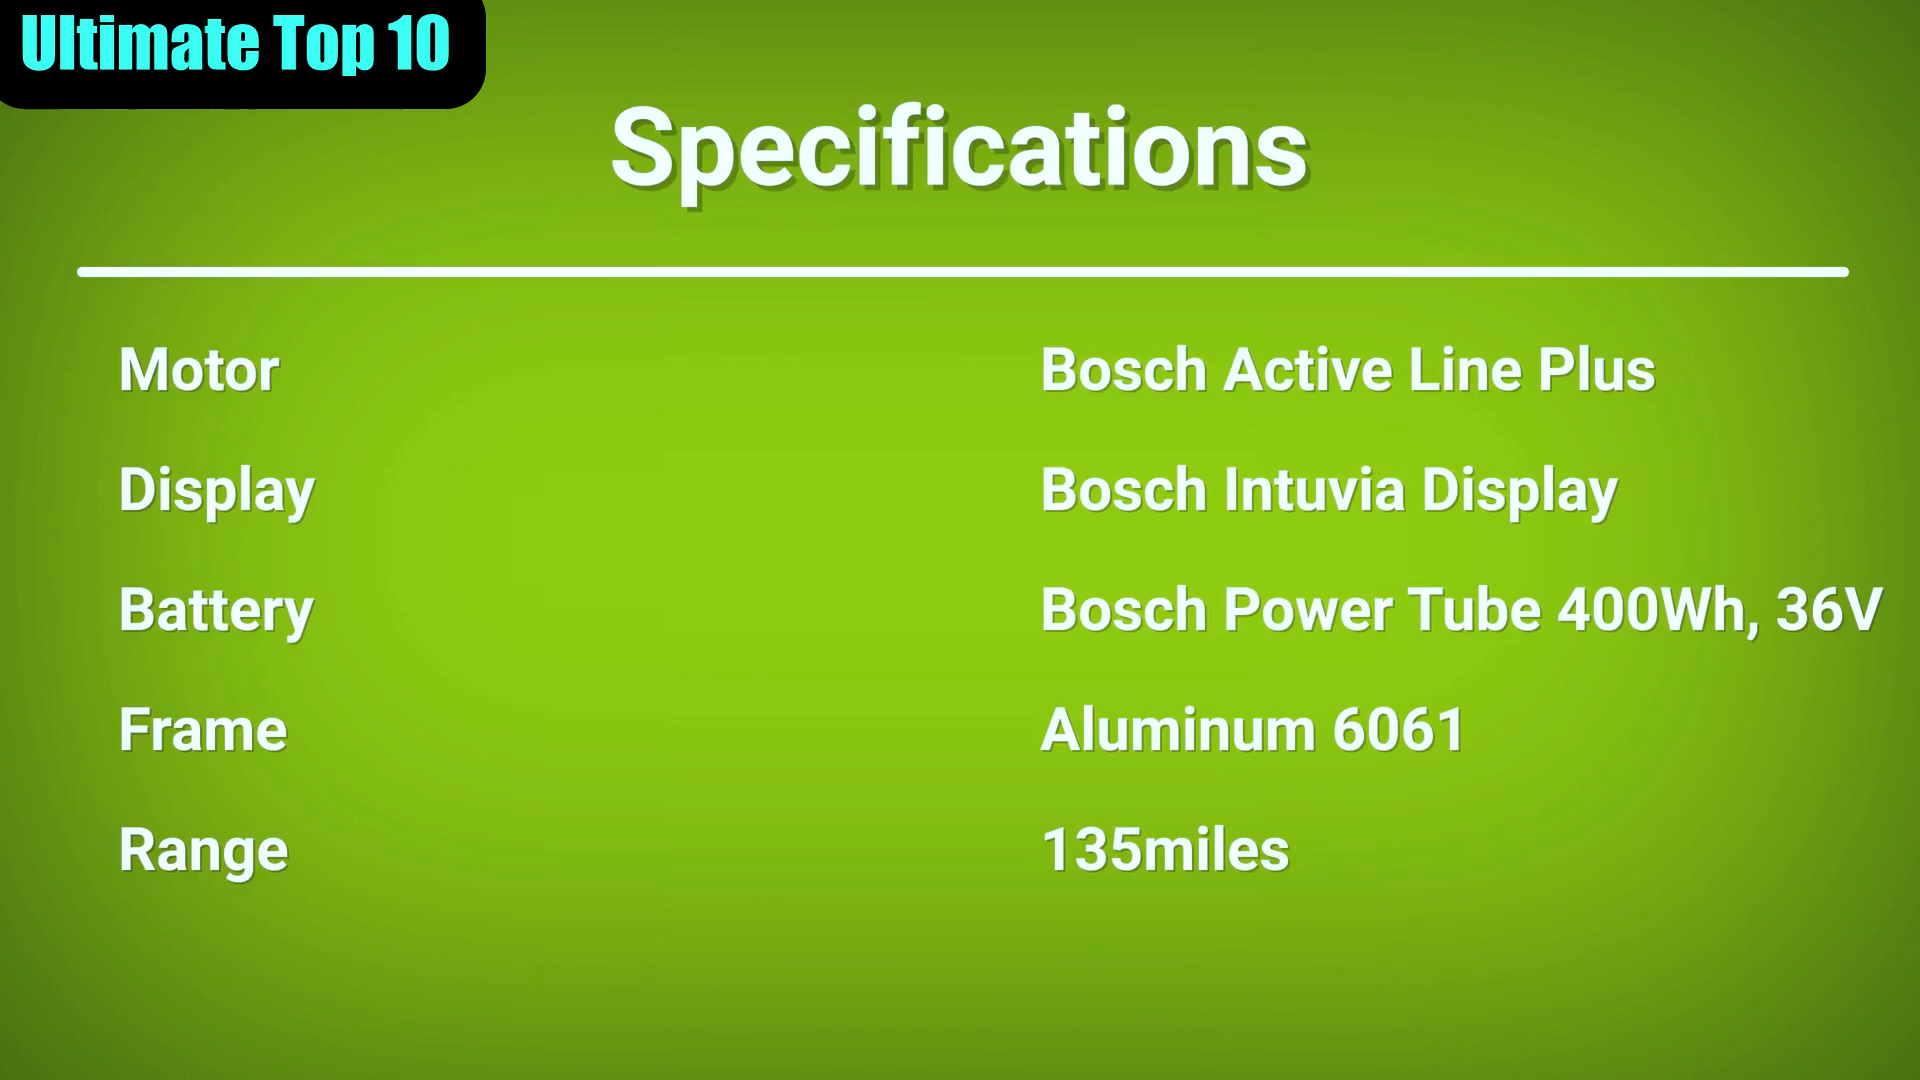 Ultimate Top 10
Specifications
Motor Bosch Active Line Plus
Display Bosch Intuvia Display
Battery Bosch Power Tube 400Wh, 36V
Frame Aluminum 6061
Range 135miles